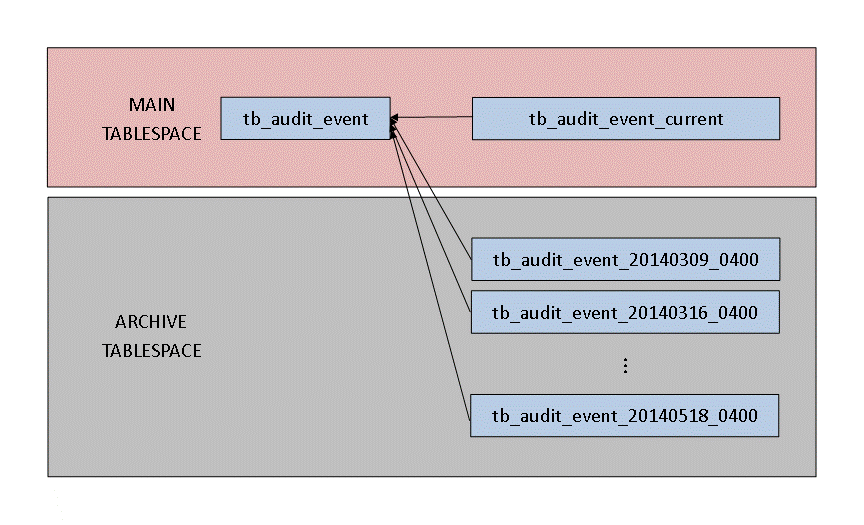 MAIN
TABLESPACE
tb_audit_event
tb_audit_event_current
ARCHIVE
TABLESPACE
tb_audit_event_20140309_0400
tb_audit_event_20140316_0400
⋮
tb_audit_event_20140518_0400